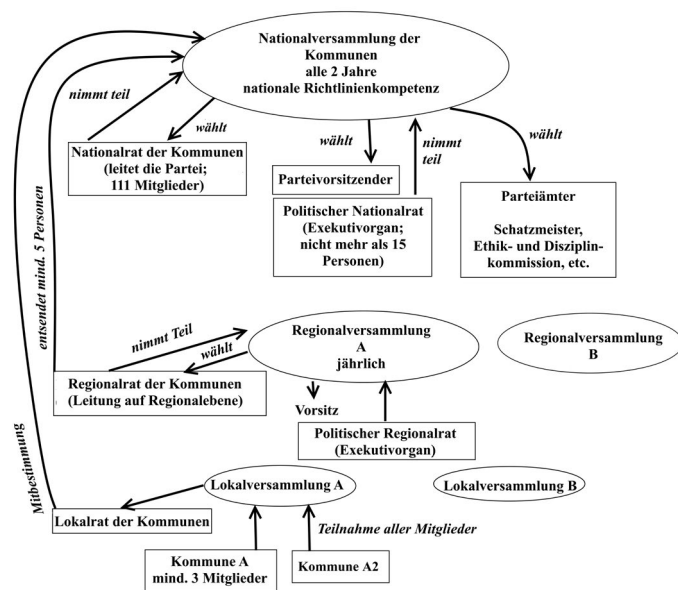 Nationalversammlung der
Kommunen
alle 2 Jahre
nationale Richtlinienkompetenz
nimmt teil
wählt
wählt
nimmt
teil
wählt
Nationalrat der Kommunen
(leitet die Partei;
111 Mitglieder)
Parteivorsitzender
Politischer Nationalrat
(Exekutivorgan;
nicht mehr als 15
Personen)
Parteiämter
Schatzmeister,
Ethik- und Disziplin-
kommission, etc.
entsendet mind. 5 Personen
nimmt Teil
wählt
Regionalversammlung
A
jährlich
Regionalversammlung
B
Regionalrat der Kommunen
(Leitung auf Regionalebene)
Vorsitz
Politischer Regionalrat
(Exekutivorgan)
Mitbestimmung
Lokalversammlung A
Lokalversammlung B
Lokalrat der Kommunen
Teilnahme aller Mitglieder
Kommune A
mind. 3 Mitglieder
Kommune A2